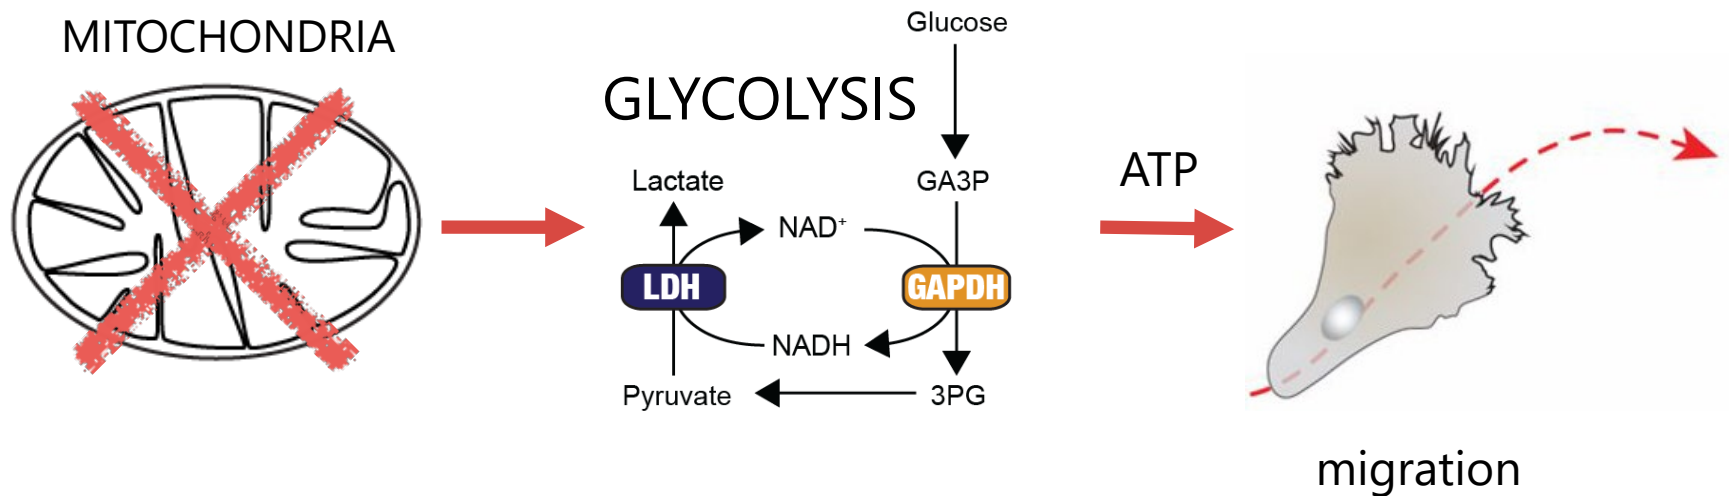 MITOCHONDRIA
GLYCOLYSIS
Glucose
Lactate
GA3P
NAD⁺
LDH
GAPDH
NADH
Pyruvate
3PG
ATP
migration